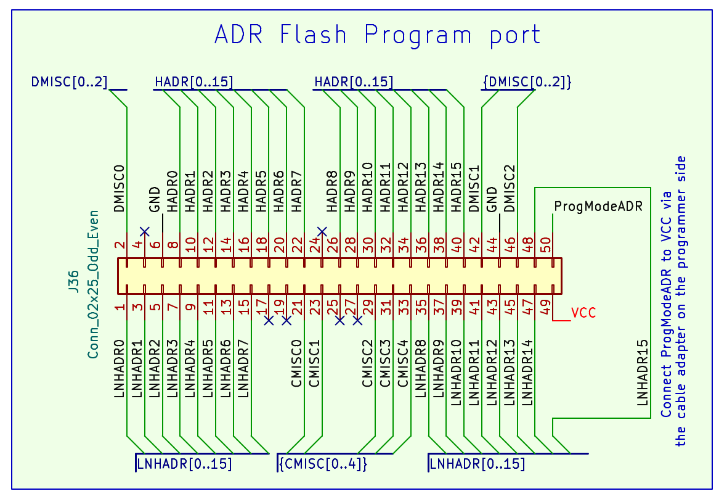 ADR Flash Program port
DMISC[0..2]
HADR[0..15]
HADR[0..15]
{DMISC[0..2]}
DMISC0
GND
HADR0
HADR1
HADR2
HADR3
HADR4
HADR5
HADR6
HADR7
HADR8
HADR9
HADR10
HADR11
HADR12
HADR13
HADR14
HADR15
DMISC1
GND
DMISC2
ProgModeADR
2
4
6
8
10
12
14
16
18
20
22
24
26
28
30
32
34
36
38
40
42
44
46
48
50
J36
Conn_02x25_Odd_Even
1
3
5
7
9
11
13
15
17
19
21
23
25
27
29
31
33
35
37
39
41
43
45
47
49
VCC
LNHADR0
LNHADR1
LNHADR2
LNHADR3
LNHADR4
LNHADR5
LNHADR6
LNHADR7
CMISC0
CMISC1
CMISC2
CMISC3
CMISC4
LNHADR8
LNHADR9
LNHADR10
LNHADR11
LNHADR12
LNHADR13
LNHADR14
LNHADR15
LNHADR[0..15]
{CMISC[0..4]}
LNHADR[0..15]
Connect ProgModeADR to VCC via
the cable adapter on the programmer side